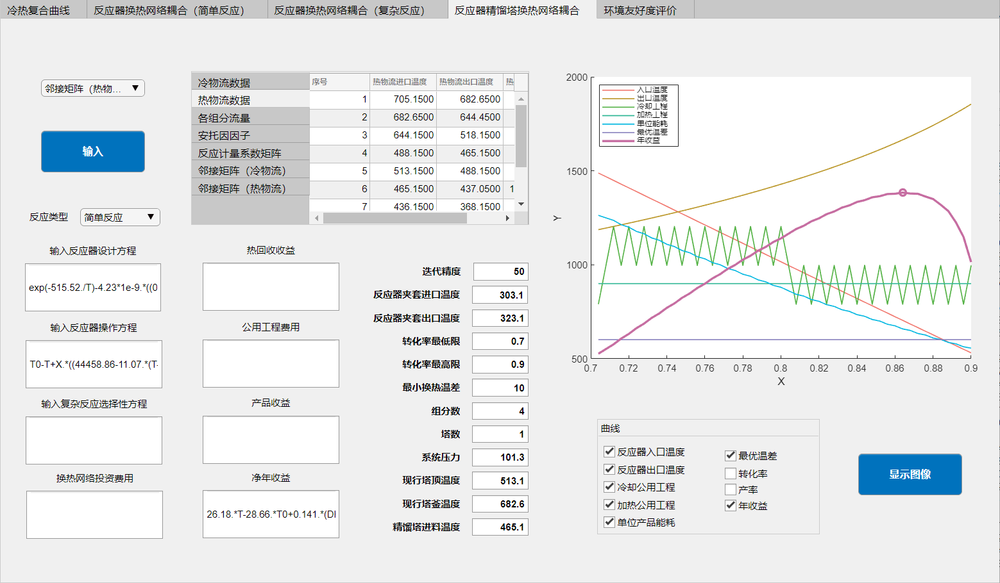 冷热复合曲线
反应器换热网络耦合（简单反应）
反应器换热网络耦合（复杂反应）
反应器精馏塔换热网络耦合
环境友好度评价
邻接矩阵（热物...
输入
冷物流数据
热物流数据
各组分流量
安托因因子
反应计量系数矩阵
邻接矩阵（冷物流）
邻接矩阵（热物流）
序号 热物流进口温度 热物流出口温度 热
1 705.1500 682.6500
2 682.6500 644.4500
3 644.1500 518.1500
4 488.1500 465.1500
5 513.1500 488.1500
6 465.1500 437.0500 1
7 436.1500 368.1500
反应类型 简单反应
输入反应器设计方程
exp(-515.52./T)-4.23*1e-9.*((0
输入反应器操作方程
T0-T+X.*((44458.86-11.07.*(T-
输入复杂反应选择性方程
换热网络投资费用
热回收收益
公用工程费用
产品收益
净年收益
26.18.*T-28.66.*T0+0.141.*(DI
迭代精度 50
反应器夹套进口温度 303.1
反应器夹套出口温度 323.1
转化率最低限 0.7
转化率最高限 0.9
最小换热温差 10
组分数 4
塔数 1
系统压力 101.3
现行塔顶温度 513.1
现行塔釜温度 682.6
精馏塔进料温度 465.1
2000
1500
1000
500
Y
入口温度
出口温度
冷却工程
加热工程
单位能耗
最优温差
年收益
0.7 0.72 0.74 0.76 0.78 0.8 0.82 0.84 0.86 0.88 0.9
X
曲线
反应器入口温度
反应器出口温度
冷却公用工程
加热公用工程
单位产品能耗
最优温差
转化率
产率
年收益
显示图像